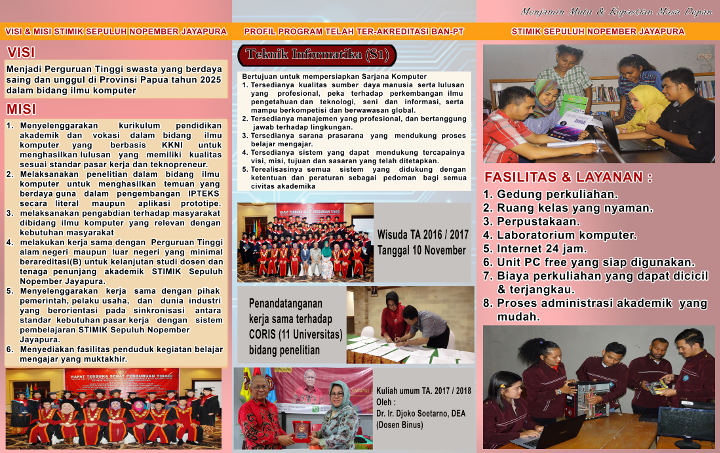 VISI & MISI STIMIK SEPULUH NOPEMBER JAYAPURA
VISI
Menjadi Perguruan Tinggi swasta yang berdaya
saing dan unggul di Provinsi Papua tahun 2025
dalam bidang ilmu komputer
MISI
1. Menyelenggarakan kurikulum pendidikan
akademik dan vokasi dalam bidang ilmu
komputer yang berbasis KKNI untuk
menghasilkan lulusan yang memiliki kualitas
sesuai standar pasar kerja dan teknopreneur.
2. Melaksanakan penelitian dalam bidang ilmu
komputer untuk menghasilkan temuan yang
berdaya guna dalam pengembangan IPTEKS
secara literal maupun aplikasi prototipe.
3. melaksanakan pengabdian terhadap masyarakat
dibidang ilmu komputer yang relevan dengan
kebutuhan masyarakat
4. melakukan kerja sama dengan Perguruan Tinggi
alam negeri maupun luar negeri yang minimal
berareditasi(B) untuk kelanjutan studi dosen dan
tenaga penunjang akademik STIMIK Sepuluh
Nopember Jayapura.
5. Menyelenggarakan kerja sama dengan pihak
pemerintah, pelaku usaha, dan dunia industri
yang berorientasi pada sinkronisasi antara
standar kebutuhan pasar kerja dengan sistem
pembelajaran STIMIK Sepuluh Nopember
Jayapura.
6. Menyediakan fasilitas penduduk kegiatan belajar
mengajar yang muktakhir.
PROFIL PROGRAM TELAH TER-AKREDITASI BAN-PT
Teknik Informatika (S1)
Bertujuan untuk mempersiapkan Sarjana Komputer
1. Tersedianya kualitas sumber daya manusia serta lulusan
yang profesional, peka terhadap perkembangan ilmu
pengetahuan dan teknologi, seni dan informasi, serta
mampu berkompetisi dan berwawasan global.
2. Tersedianya manajemen yang profesional, dan bertanggung
jawab terhadap lingkungan.
3. Tersedianya sarana prasarana yang mendukung proses
belajar mengajar.
4. Tersedianya sistem yang dapat mendukung tercapainya
visi, misi, tujuan dan sasaran yang telah ditetapkan.
5. Terealisasinya semua sistem yang didukung dengan
ketentuan dan peraturan sebagai pedoman bagi semua
civitas akademika
Wisuda TA 2016 / 2017
Tanggal 10 November
Penandatanganan
kerja sama terhadap
CORIS (11 Universitas)
bidang penelitian
Kuliah umum TA. 2017 / 2018
Oleh :
Dr. Ir. Djoko Soetarno, DEA
(Dosen Binus)
Menjamin Mutu & Kepastian Masa Depan
STIMIK SEPULUH NOPEMBER JAYAPURA
FASILITAS & LAYANAN :
1. Gedung perkuliahan.
2. Ruang kelas yang nyaman.
3. Perpustakaan.
4. Laboratorium komputer.
5. Internet 24 jam.
6. Unit PC free yang siap digunakan.
7. Biaya perkuliahan yang dapat dicicil
& terjangkau.
8. Proses administrasi akademik yang
mudah.
RAPAT TERBUKA SENAT PERGURUAN TINGGI